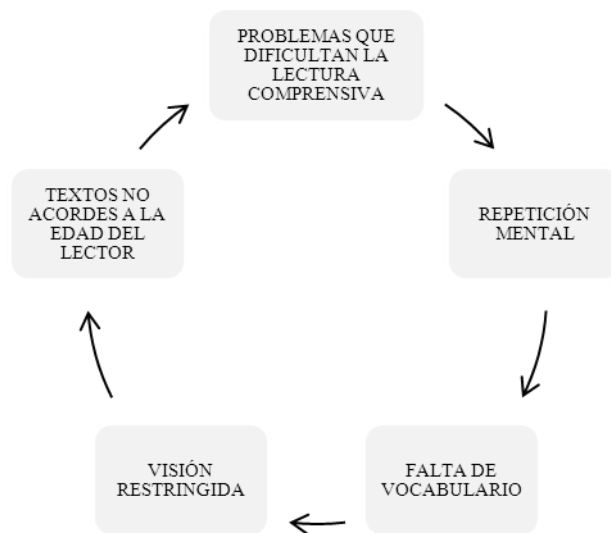 PROBLEMAS QUE
DIFICULTAN LA
LECTURA
COMPRENSIVA
REPETICIÓN
MENTAL
FALTA DE
VOCABULARIO
VISIÓN
RESTRINGIDA
TEXTOS NO
ACORDES A LA
EDAD DEL
LECTOR